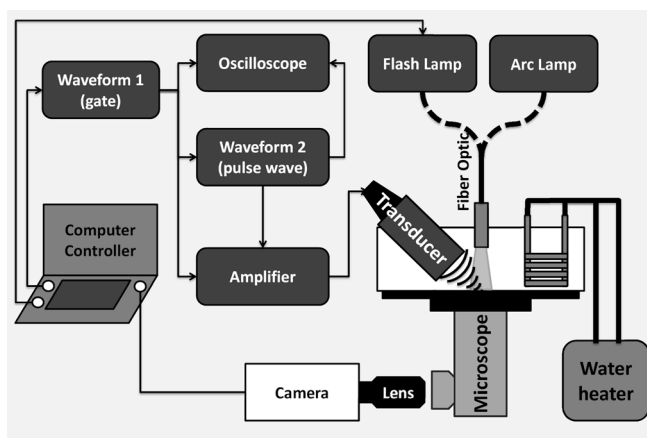 Waveform 1
(gate)
Oscilloscope
Flash Lamp
Arc Lamp
Waveform 2
(pulse wave)
Fiber Optic
Transducer
Computer
Controller
Amplifier
Microscope
Camera
Lens
Water
heater